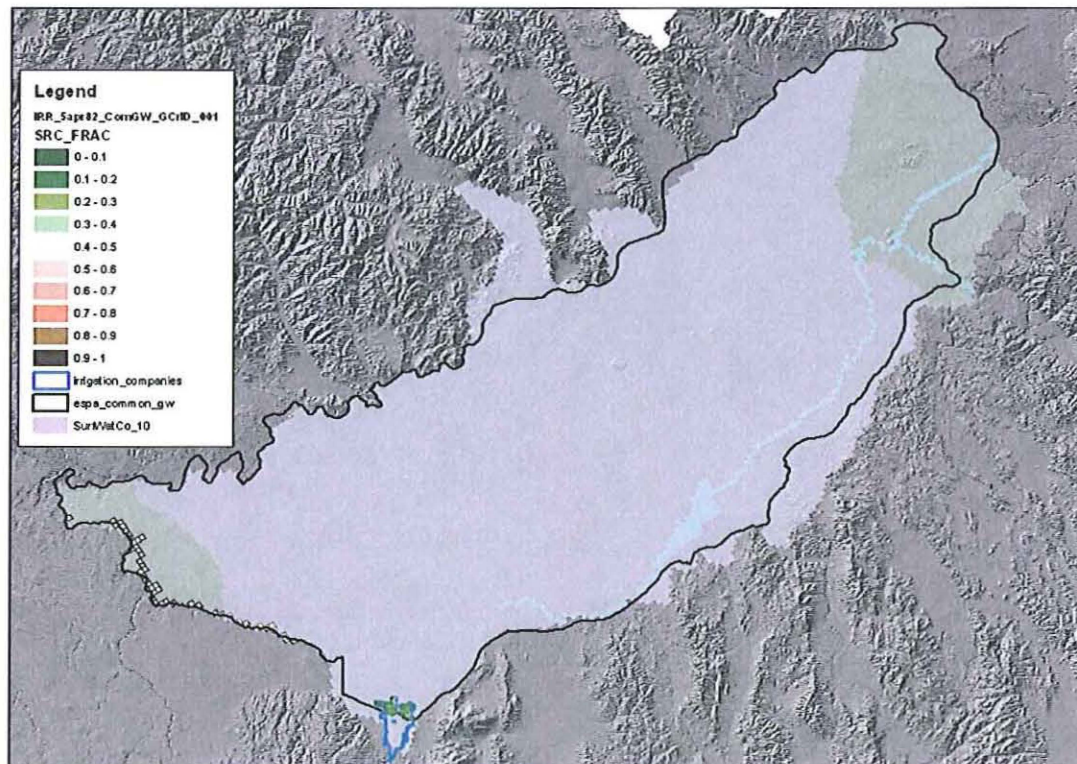 Legend
IRR_5apr82_ComGW_GCrID_001
SRC_FRAC
0 - 0.1
0.1 - 0.2
0.2 - 0.3
0.3 - 0.4
0.4 - 0.5
0.5 - 0.6
0.6 - 0.7
0.7 - 0.8
0.8 - 0.9
0.9 - 1
Irrigation_companies
espa_common_gw
SurfWatCo_10